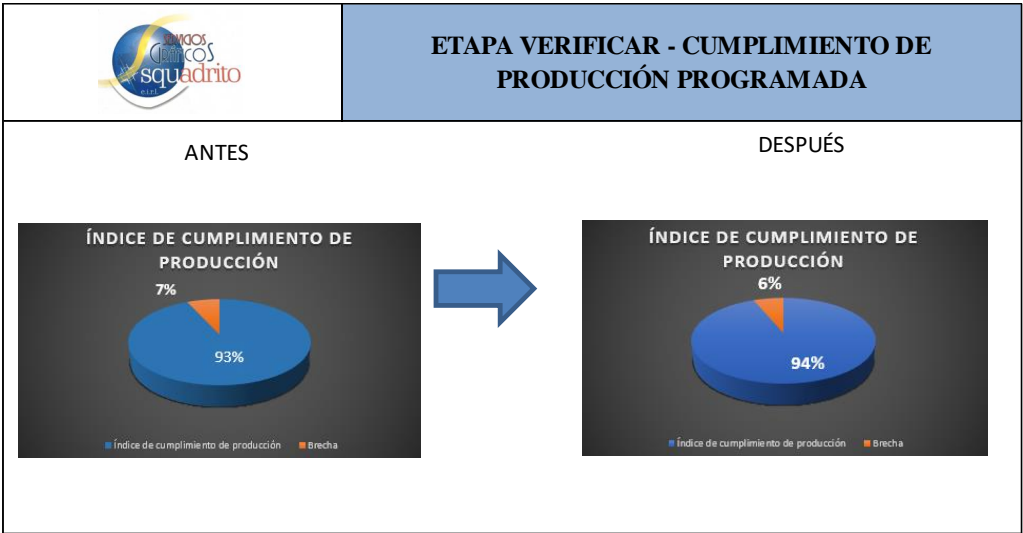 SERVICIOS
GRÁFICOS
squadrito
e.i.r.l.
ETAPA VERIFICAR - CUMPLIMIENTO DE
PRODUCCIÓN PROGRAMADA
ANTES
DESPUÉS
ÍNDICE DE CUMPLIMIENTO DE
PRODUCCIÓN
7%
93%
Índice de cumplimiento de producción
Brecha
ÍNDICE DE CUMPLIMIENTO DE
PRODUCCIÓN
6%
94%
Índice de cumplimiento de producción
Brecha